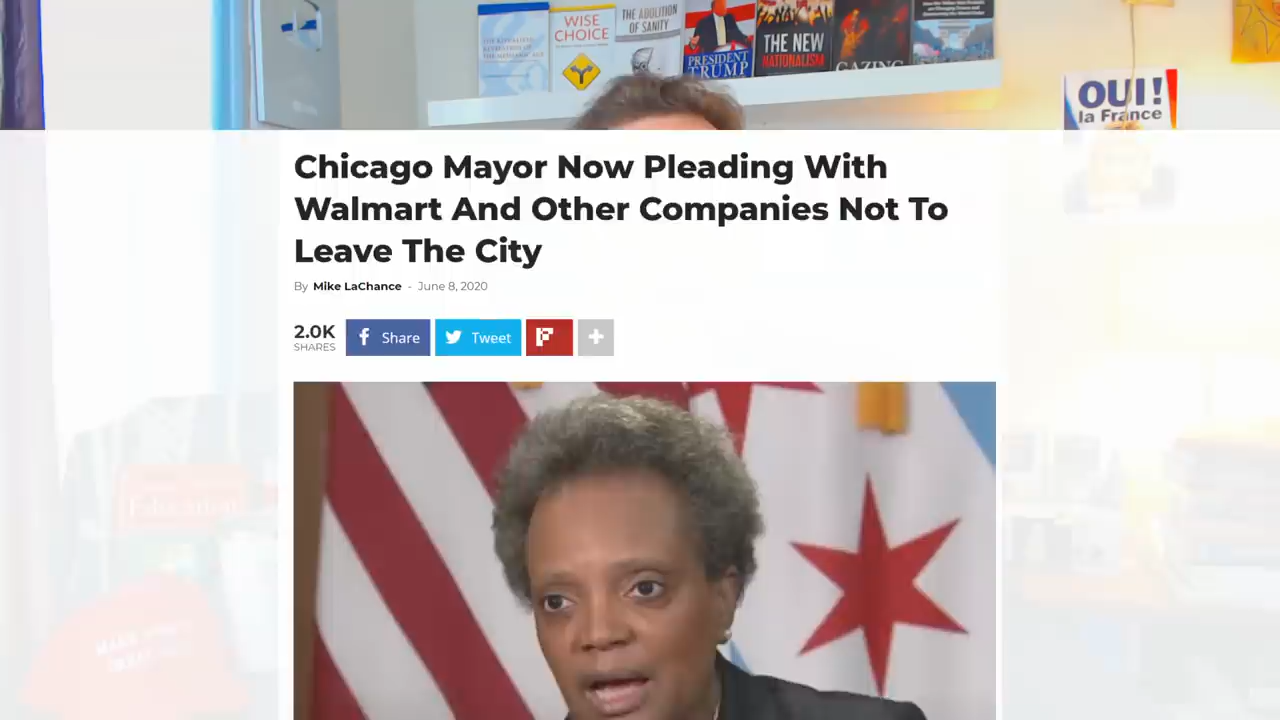 WISE
CHOICE
THE ABOLITION
OF SANITY
PRESIDENT
TRUMP
THE NEW
NATIONALISM
GAZING
OUI!
la France
Chicago Mayor Now Pleading With
Walmart And Other Companies Not To
Leave The City
By Mike LaChance - June 8, 2020
2.0K
SHARES
Share
Tweet
+
Education